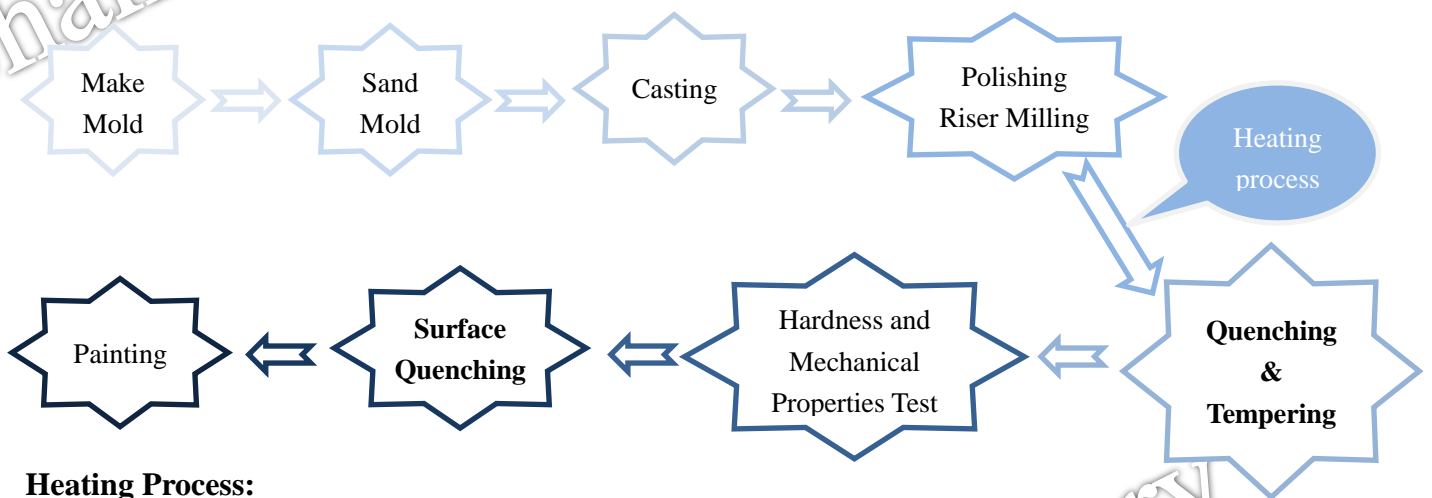 Make
Mold
Sand
Mold
Casting
Polishing
Riser Milling
Heating
process
Quenching
&
Tempering
Hardness and
Mechanical
Properties Test
Surface
Quenching
Painting
Heating Process: